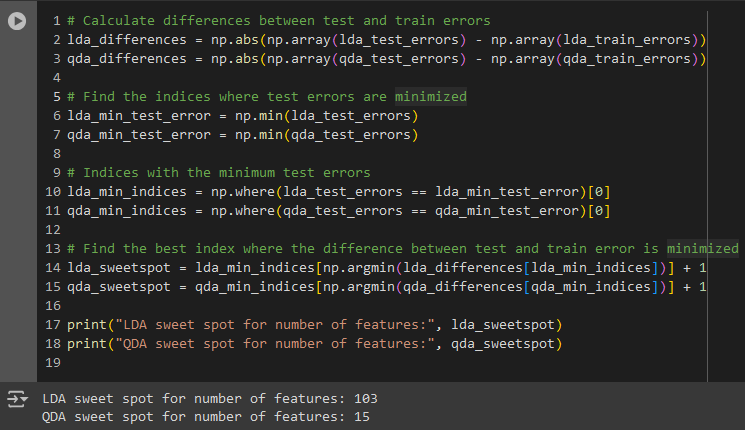 1 # Calculate differences between test and train errors
2 lda_differences = np.abs(np.array(lda_test_errors) - np.array(lda_train_errors))
3 qda_differences = np.abs(np.array(qda_test_errors) - np.array(qda_train_errors))
4
5 # Find the indices where test errors are minimized
6 lda_min_test_error = np.min(lda_test_errors)
7 qda_min_test_error = np.min(qda_test_errors)
8
9 # Indices with the minimum test errors
10 lda_min_indices = np.where(lda_test_errors == lda_min_test_error)[0]
11 qda_min_indices = np.where(qda_test_errors == qda_min_test_error)[0]
12
13 # Find the best index where the difference between test and train error is minimized
14 lda_sweetspot = lda_min_indices[np.argmin(lda_differences[lda_min_indices])] + 1
15 qda_sweetspot = qda_min_indices[np.argmin(qda_differences[qda_min_indices])] + 1
16
17 print("LDA sweet spot for number of features:", lda_sweetspot)
18 print("QDA sweet spot for number of features:", qda_sweetspot)
19
LDA sweet spot for number of features: 103
QDA sweet spot for number of features: 15